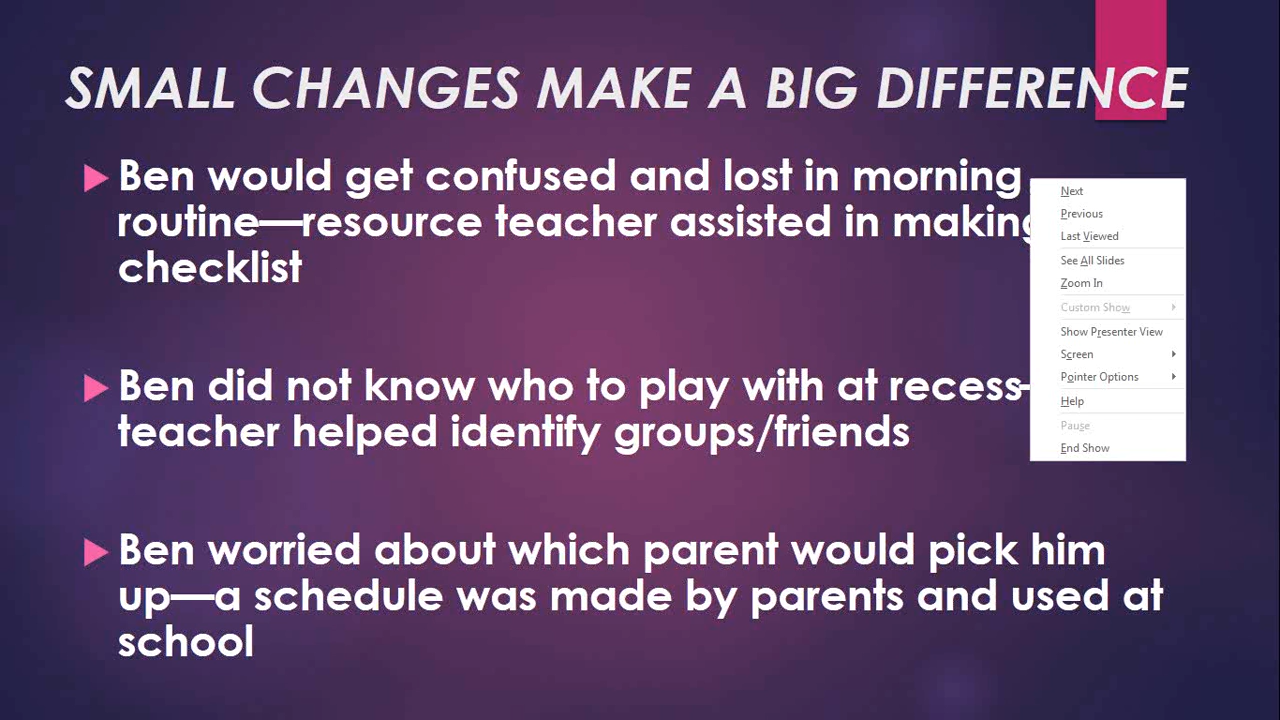 SMALL CHANGES MAKE A BIG DIFFERENCE
Ben would get confused and lost in morning
routine—resource teacher assisted in making
checklist
Ben did not know who to play with at recess—
teacher helped identify groups/friends
Ben worried about which parent would pick him
up—a schedule was made by parents and used at
school
Next
Previous
Last Viewed
See All Slides
Zoom In
Custom Show
Show Presenter View
Screen
Pointer Options
Help
Pause
End Show